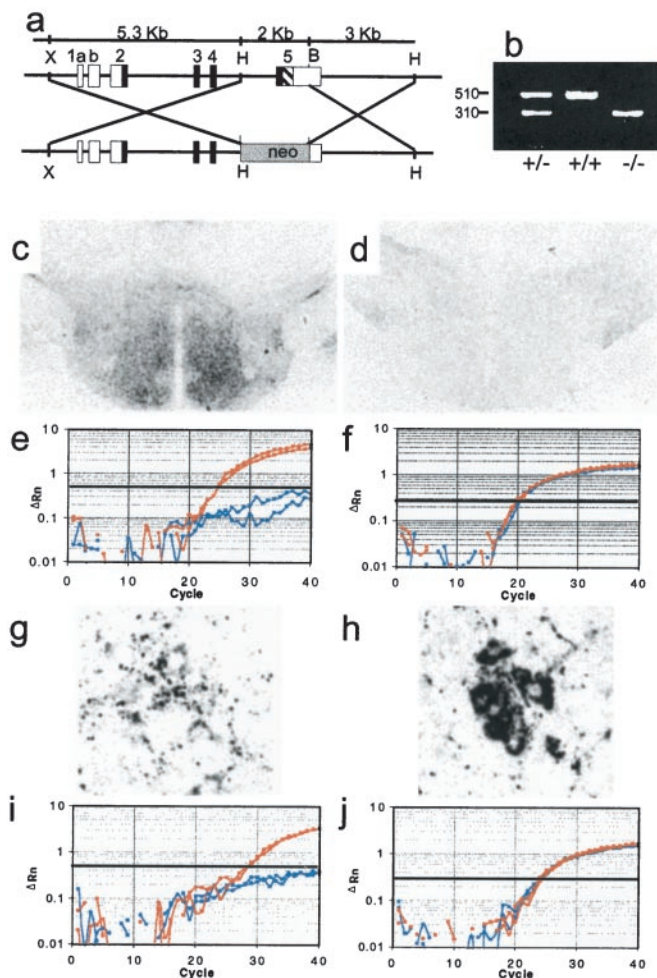 a
5.3 Kb 2 Kb 3 Kb
X 1a b 2 3 4 H 5 B H
neo
X H H
b
510
310
+/- +/+ -/-
c
d
e
10
1
0.1
0.01
ΔRn
0 10 20 30 40
Cycle
f
10
1
0.1
0.01
ΔRn
0 10 20 30 40
Cycle
g
h
i
10
1
0.1
0.01
ΔRn
0 10 20 30 40
Cycle
j
10
1
0.1
0.01
ΔRn
0 10 20 30 40
Cycle